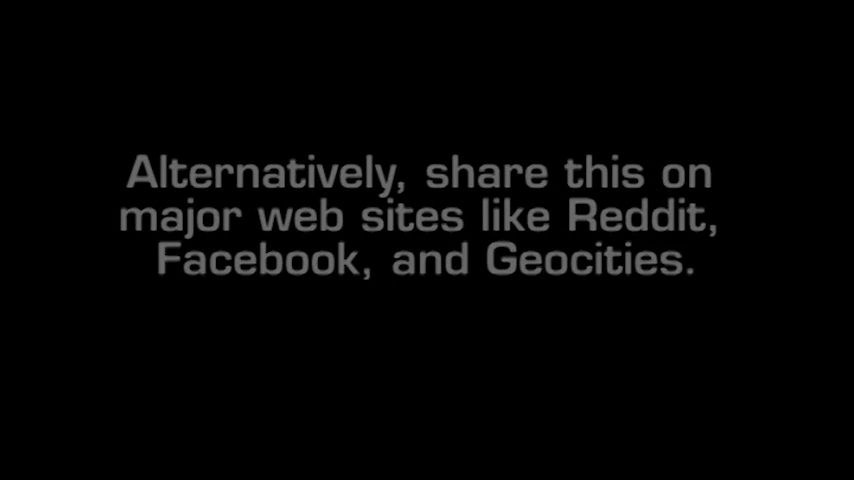 Alternatively, share this on
major web sites like Reddit,
Facebook, and Geocities.